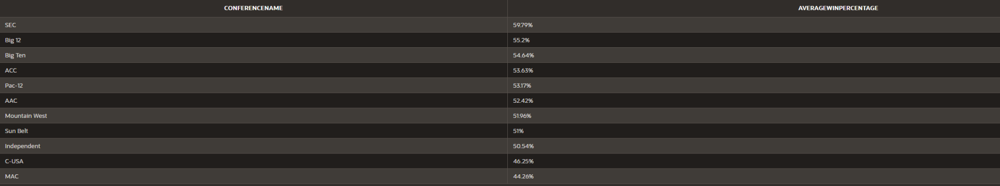 CONFERENCENAME AVERAGEWINPERCENTAGE
SEC 59.79%
Big 12 55.2%
Big Ten 54.64%
ACC 53.63%
Pac-12 53.17%
AAC 52.42%
Mountain West 51.96%
Sun Belt 51%
Independent 50.54%
C-USA 46.25%
MAC 44.26%